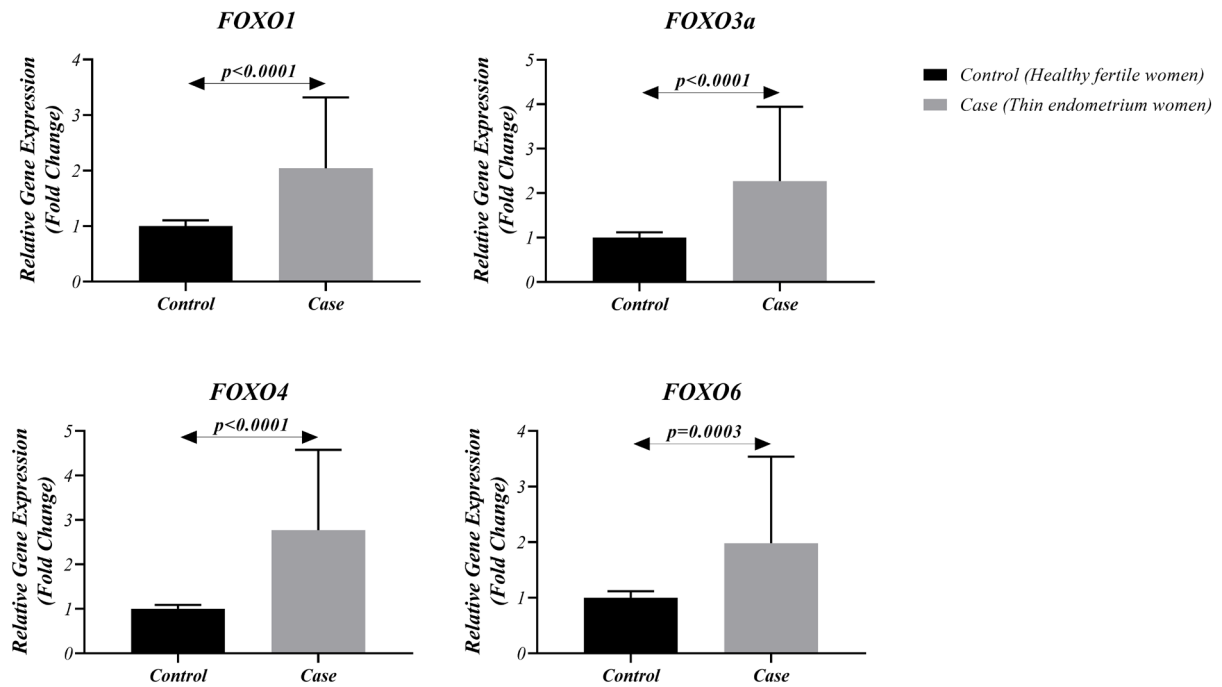 FOXO1
Relative Gene Expression
(Fold Change)
4
3
2
1
0
p<0.0001
Control
Case
FOXO3a
Relative Gene Expression
(Fold Change)
5
4
3
2
1
0
p<0.0001
Control
Case
Control (Healthy fertile women)
Case (Thin endometrium women)
FOXO4
Relative Gene Expression
(Fold Change)
5
4
3
2
1
0
p<0.0001
Control
Case
FOXO6
Relative Gene Expression
(Fold Change)
4
3
2
1
0
p=0.0003
Control
Case